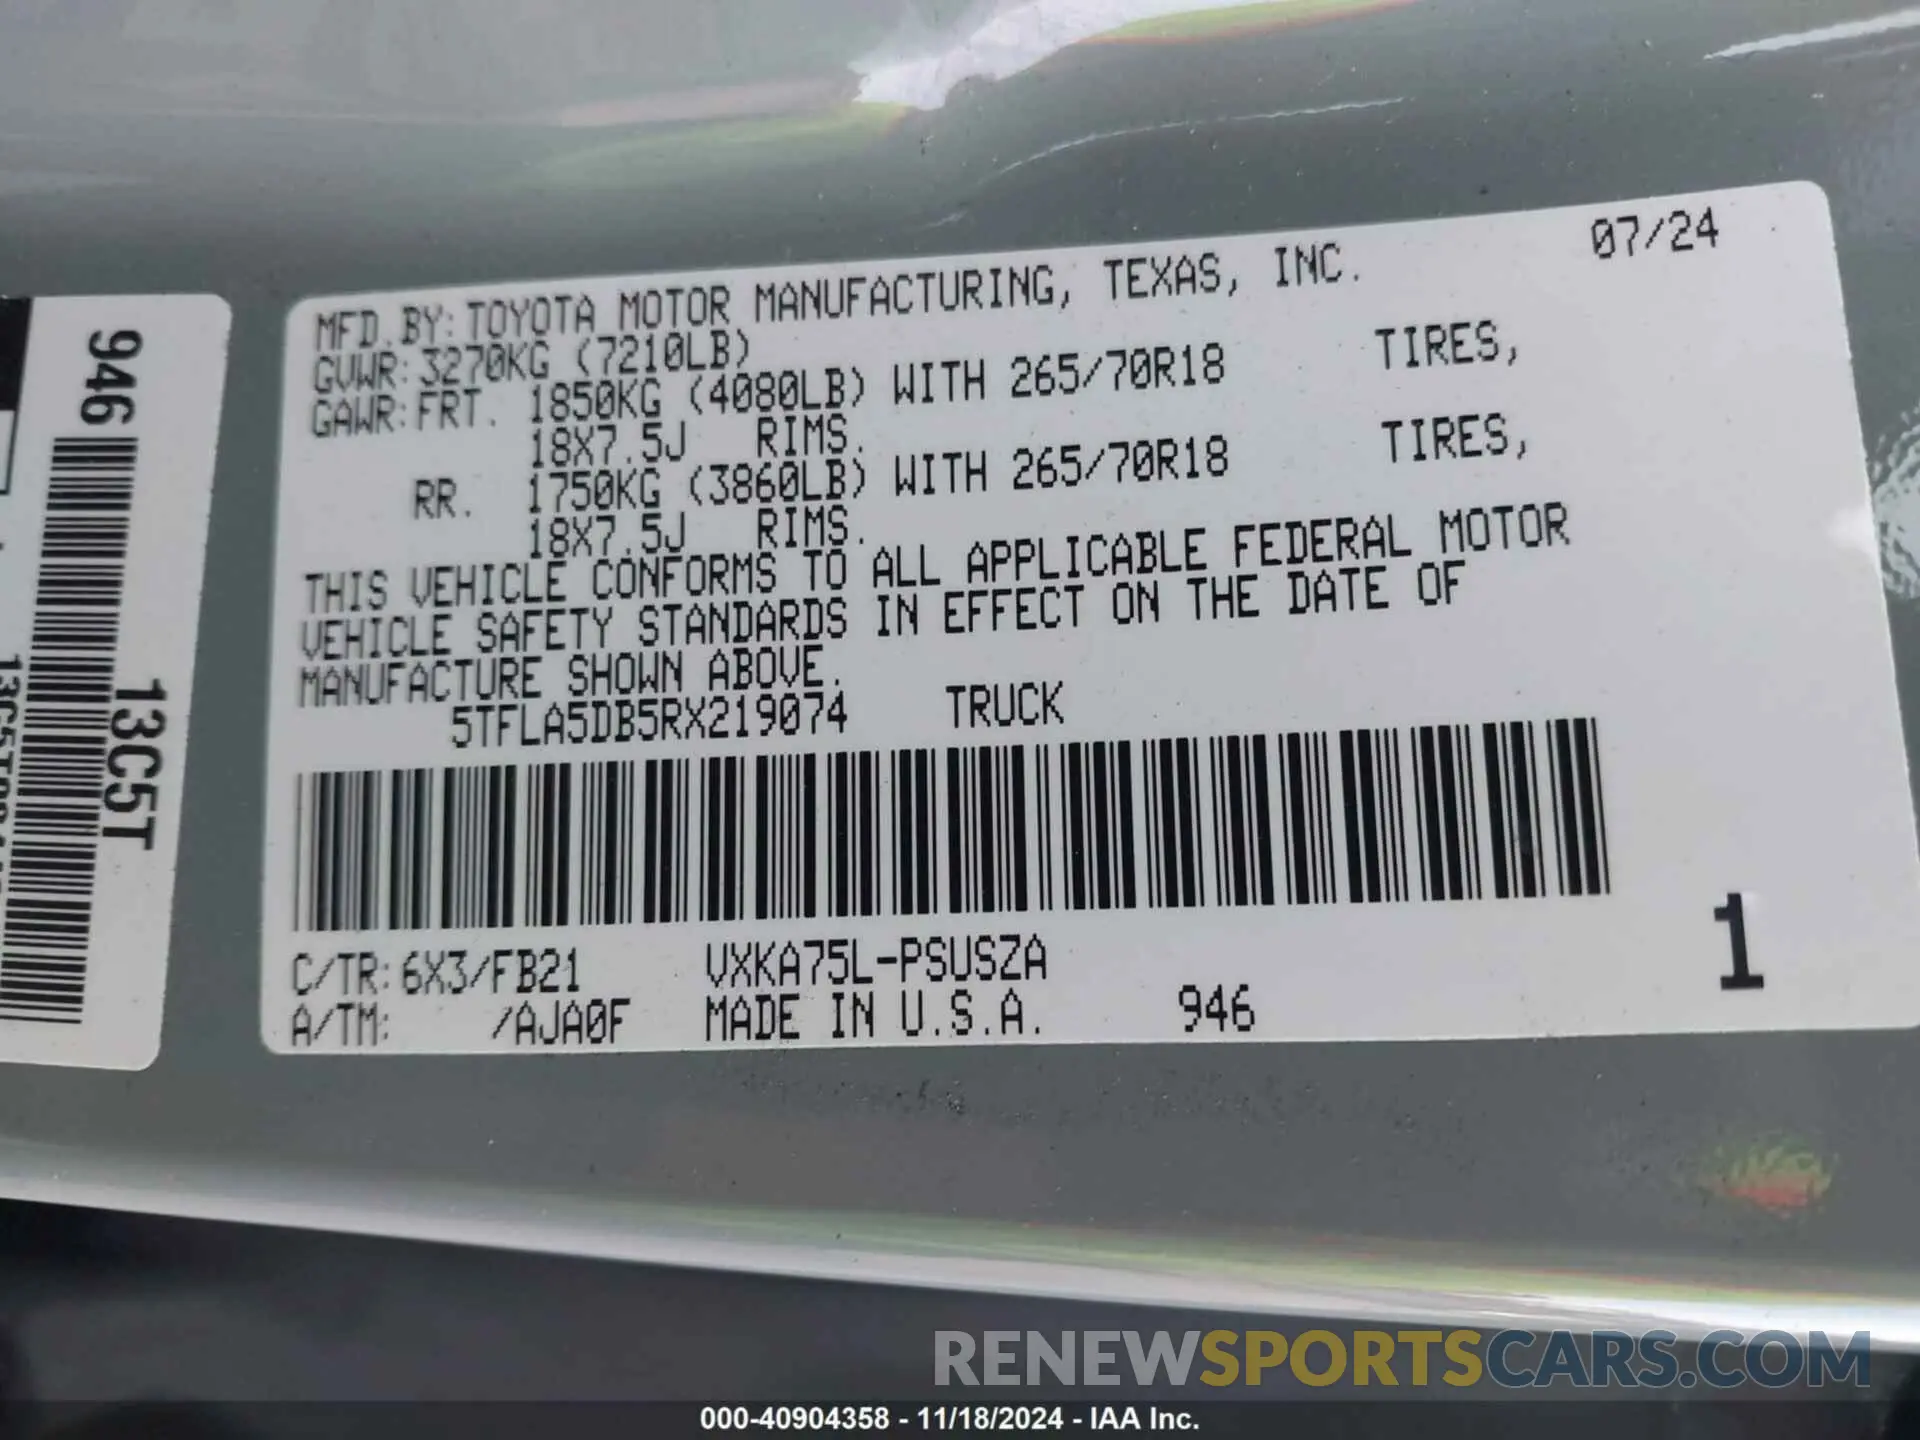 MFD.BY:TOYOTA MOTOR MANUFACTURING, TEXAS, INC. 07/24
GVWR:3270KG (7210LB)
GAWR:FRT. 1850KG (4080LB) WITH 265/70R18 TIRES,
18X7.5J RIMS.
RR. 1750KG (3860LB) WITH 265/70R18 TIRES,
18X7.5J RIMS.
THIS VEHICLE CONFORMS TO ALL APPLICABLE FEDERAL MOTOR
VEHICLE SAFETY STANDARDS IN EFFECT ON THE DATE OF
MANUFACTURE SHOWN ABOVE.
5TFLA5DB5RX219074 TRUCK
C/TR:6X3/FB21 VXKA75L-PSUSZA
A/TM: /AJA0F MADE IN U.S.A. 946
1
946
13C5T
RENEWSPORTSCARS.COM
000-40904358 - 11/18/2024 - IAA Inc.